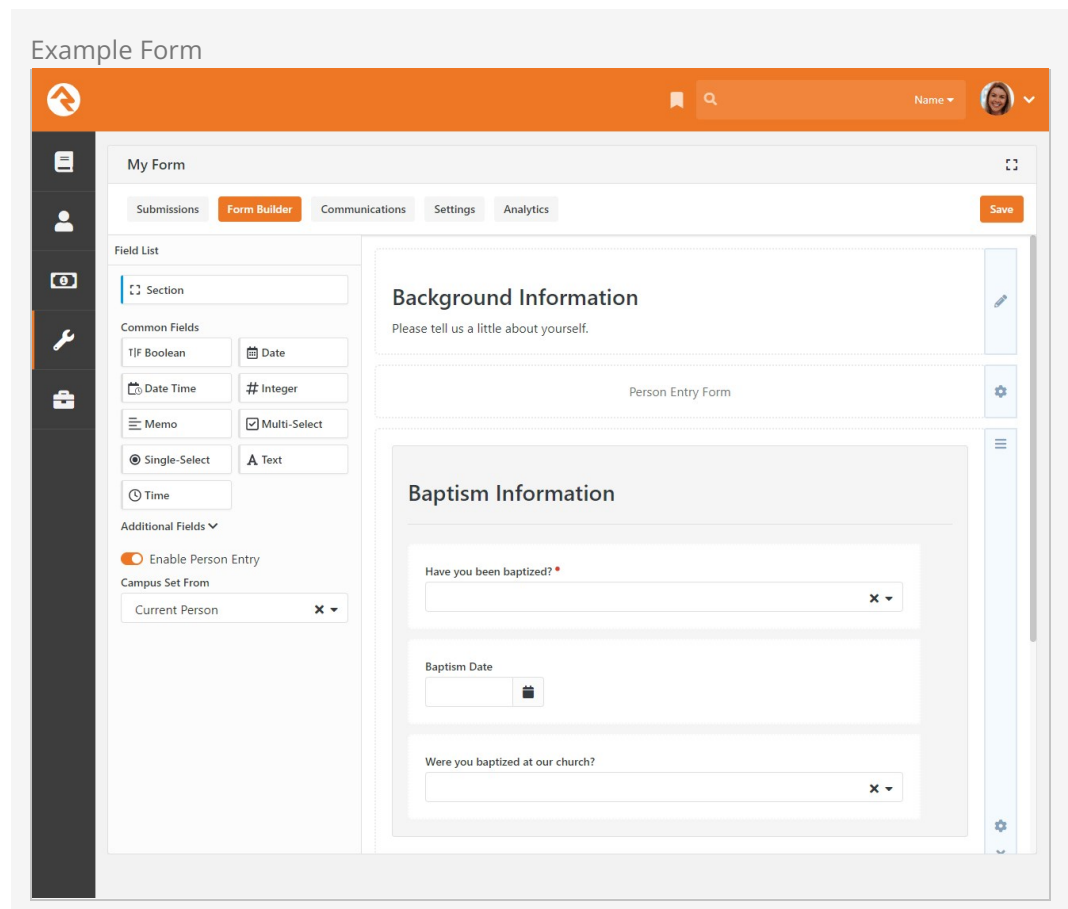 Example Form
Name
My Form
Submissions Form Builder Communications Settings Analytics Save
Field List
Section
Common Fields
T|F Boolean Date
Date Time # Integer
Memo Multi-Select
Single-Select A Text
Time
Additional Fields
Enable Person Entry
Campus Set From
Current Person
Background Information
Please tell us a little about yourself.
Person Entry Form
Baptism Information
Have you been baptized?
Baptism Date
Were you baptized at our church?